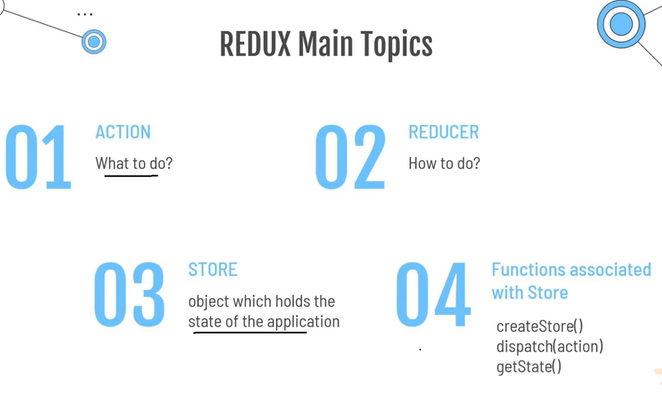 REDUX Main Topics
01
ACTION
What to do?
02
REDUCER
How to do?
03
STORE
object which holds the
state of the application
04
Functions associated
with Store
createStore()
dispatch(action)
getState()